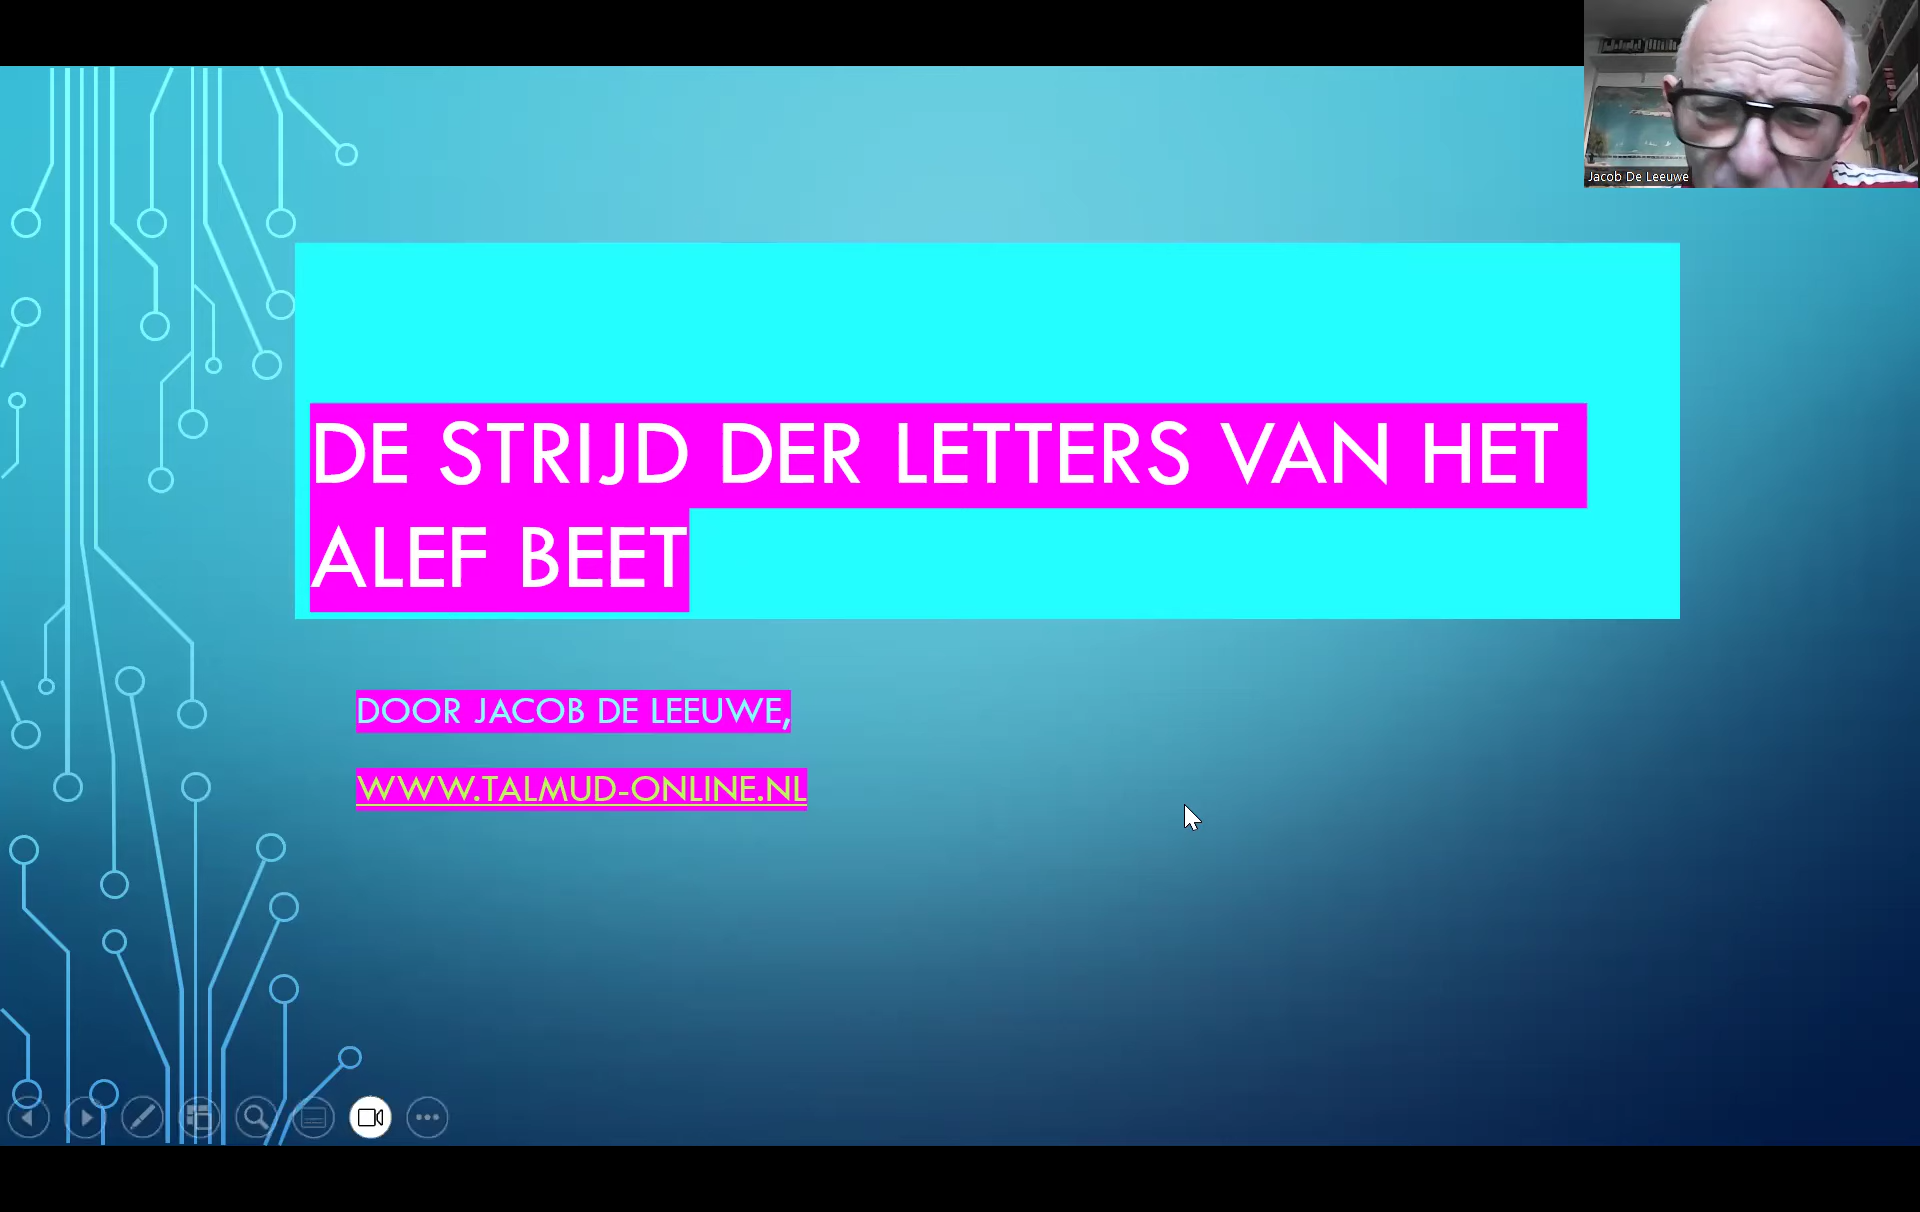 Jacob De Leeuwe
DE STRIJD DER LETTERS VAN HET
ALEF BEET
DOOR JACOB DE LEEUWE,
WWW.TALMUD-ONLINE.NL